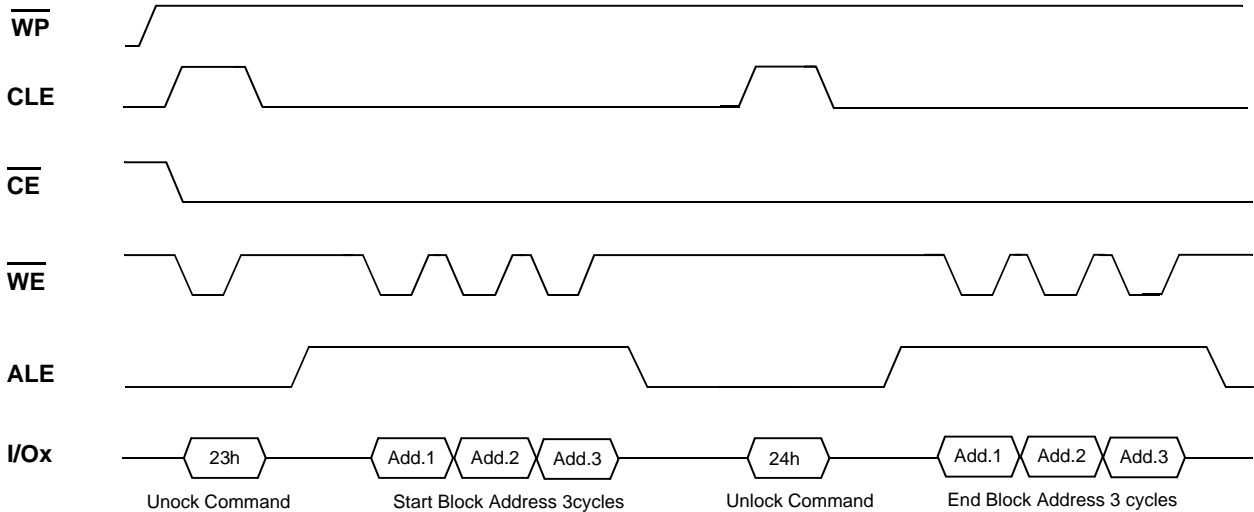 WP
CLE
CE
WE
ALE
I/Ox
23h
Add.1
Add.2
Add.3
24h
Add.1
Add.2
Add.3
Unock Command
Start Block Address 3cycles
Unlock Command
End Block Address 3 cycles